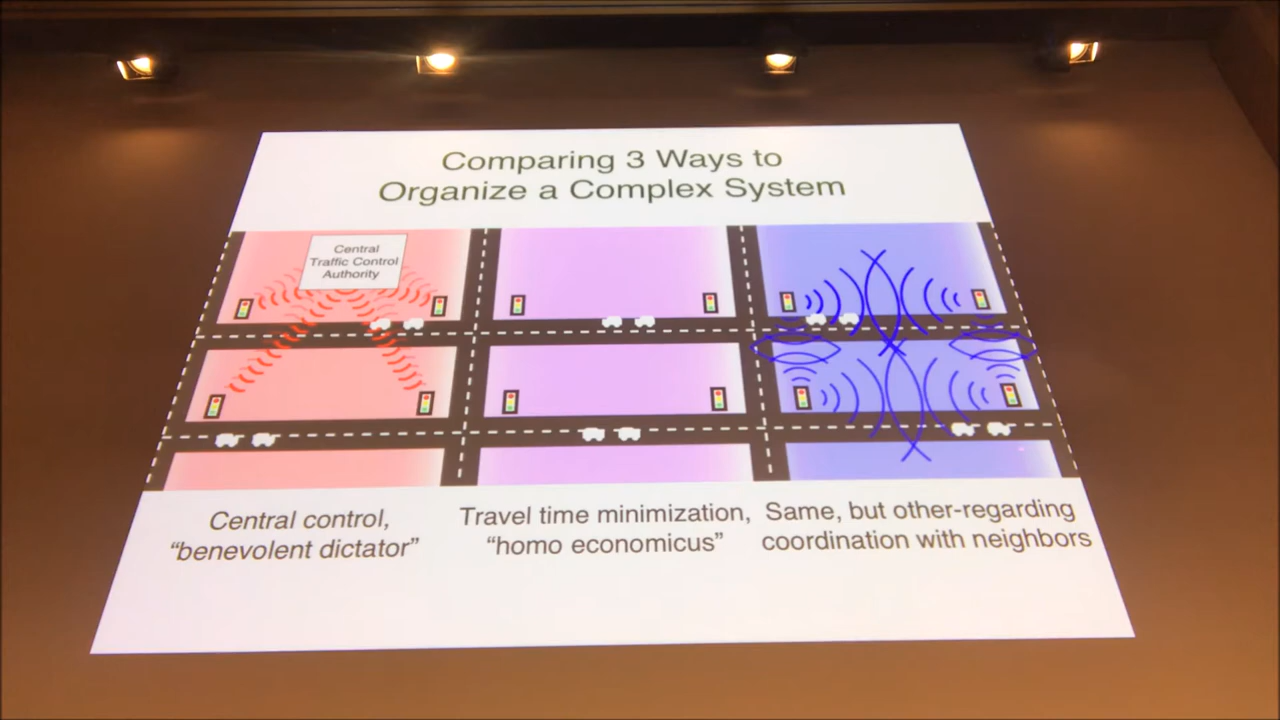 Comparing 3 Ways to
Organize a Complex System
Central
Traffic Control
Authority
Central control,
“benevolent dictator”
Travel time minimization,
“homo economicus”
Same, but other-regarding
coordination with neighbors